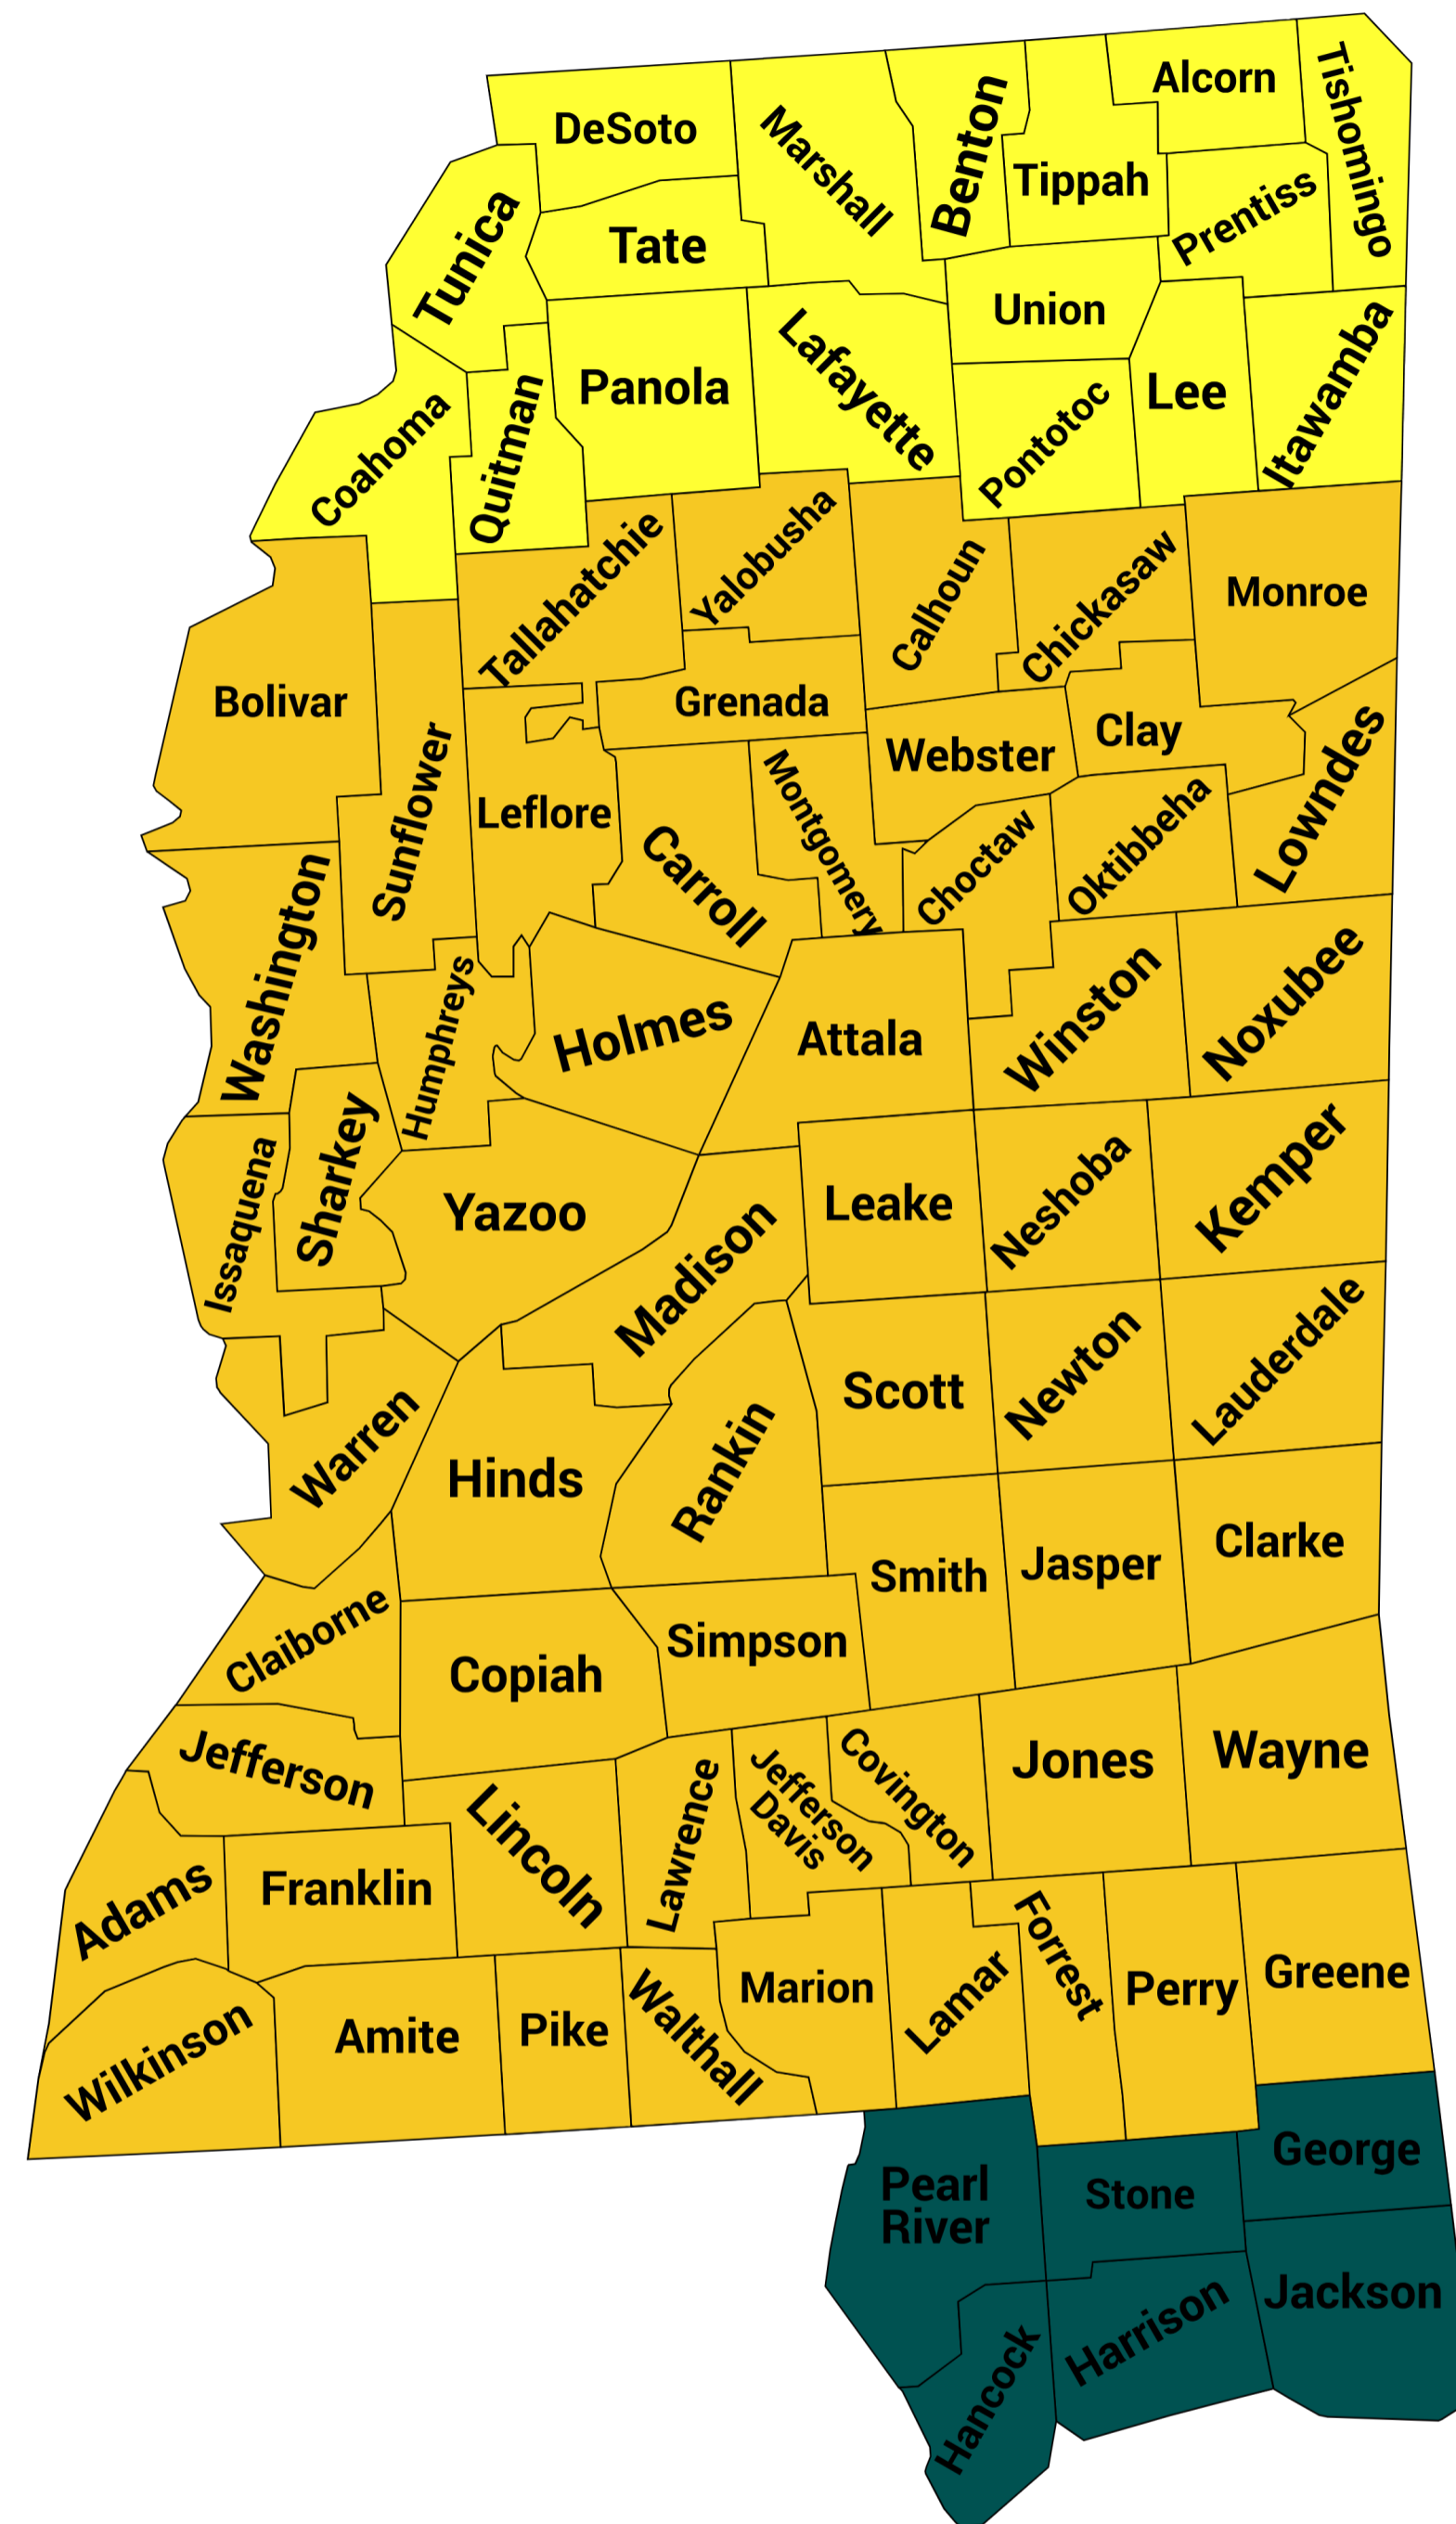 DeSoto
Marshall
Benton
Tippah
Alcorn
Tishomingo
Tunica
Tate
Prentiss
Union
Panola
Lafayette
Pontotoc
Lee
Itawamba
Coahoma
Quitman
Tallahatchie
Yalobusha
Calhoun
Chickasaw
Monroe
Bolivar
Sunflower
Grenada
Webster
Clay
Lowndes
Leflore
Carroll
Montgomery
Choctaw
Oktibbeha
Washington
Humphreys
Holmes
Attala
Winston
Noxubee
Issaquena
Sharkey
Yazoo
Madison
Leake
Neshoba
Kemper
Warren
Hinds
Rankin
Scott
Newton
Lauderdale
Claiborne
Copiah
Simpson
Smith
Jasper
Clarke
Jefferson
Lincoln
Lawrence
Jefferson
Davis
Covington
Jones
Wayne
Adams
Franklin
Wilkinson
Amite
Pike
Walthall
Marion
Lamar
Forrest
Perry
Greene
Pearl
River
Stone
George
Hancock
Harrison
Jackson